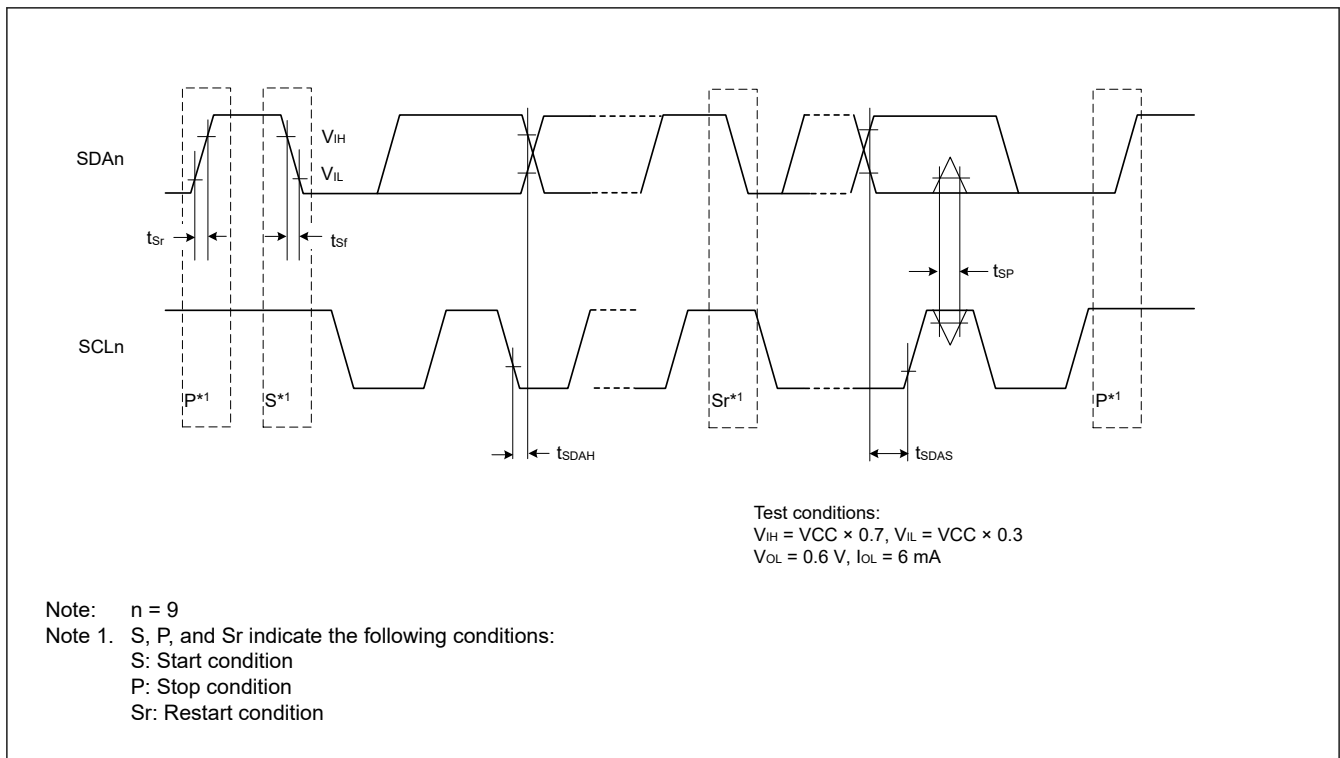 SDAn
VIH
VIL
tSr
tSf
tSP
SCLn
P*1
S*1
Sr*1
P*1
tSDAH
tSDAS
Test conditions:
VIH = VCC × 0.7, VIL = VCC × 0.3
VOL = 0.6 V, IOL = 6 mA
Note: n = 9
Note 1. S, P, and Sr indicate the following conditions:
S: Start condition
P: Stop condition
Sr: Restart condition